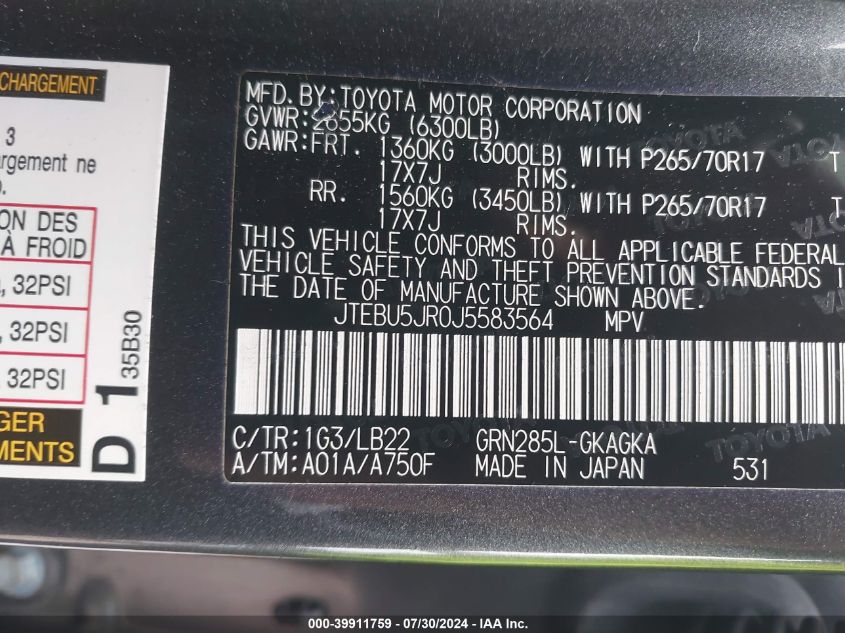 CHARGEMENT
3
argement ne
ON DES
À FROID
, 32PSI
0, 32PSI
32PSI
GER
MENTS
D 1
35B30
MFD. BY:TOYOTA MOTOR CORPORATION
GVWR:2855KG (6300LB)
GAWR:FRT. 1360KG (3000LB) WITH P265/70R17 T
17X7J RIMS.
RR. 1560KG (3450LB) WITH P265/70R17 T
17X7J RIMS.
THIS VEHICLE CONFORMS TO ALL APPLICABLE FEDERAL
VEHICLE SAFETY AND THEFT PREVENTION STANDARDS I
THE DATE OF MANUFACTURE SHOWN ABOVE.
JTEBU5JR0J5583564 MPV
C/TR:1G3/LB22 GRN285L-GKAGKA
A/TM:A01A/A750F MADE IN JAPAN 531
000-39911759 - 07/30/2024 - IAA Inc.